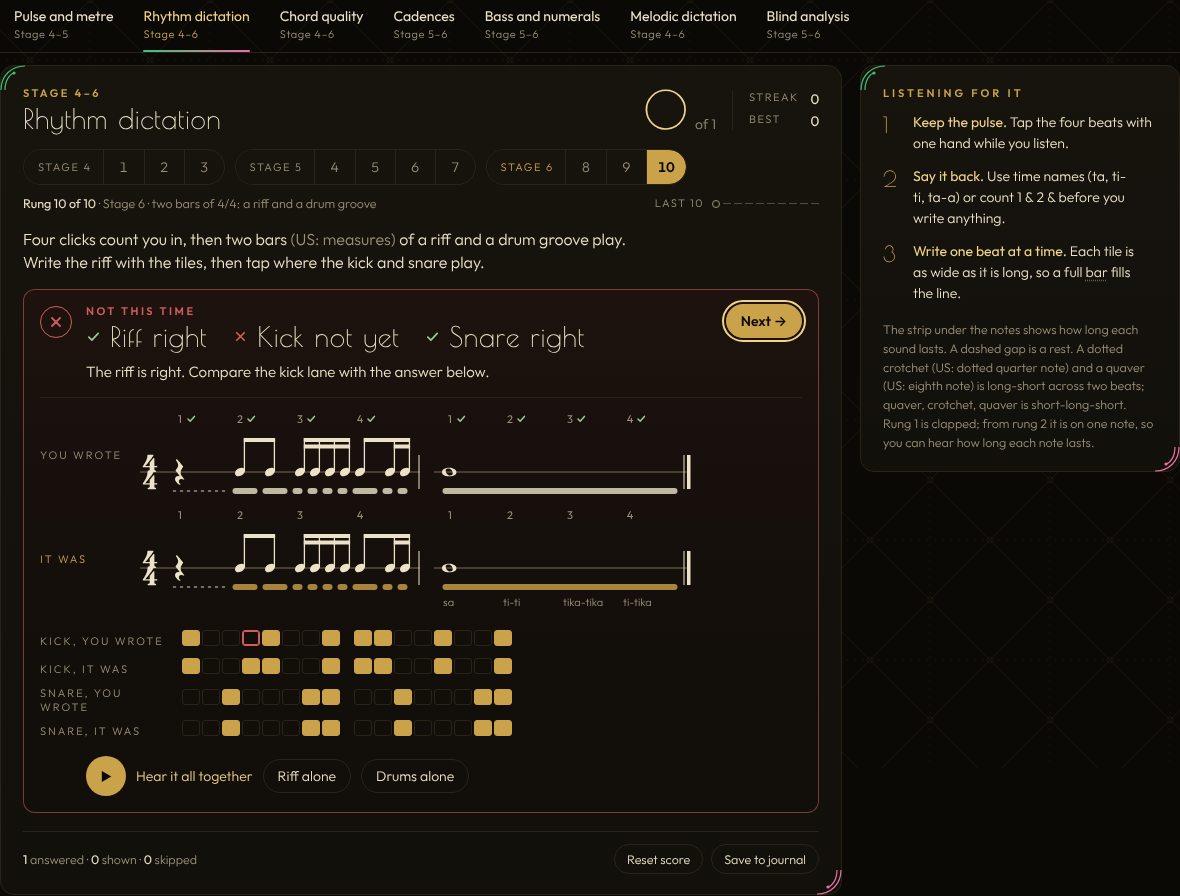 Pulse and metre
Stage 4–5
Rhythm dictation
Stage 4–6
Chord quality
Stage 4–6
Cadences
Stage 5–6
Bass and numerals
Stage 5–6
Melodic dictation
Stage 4–6
Blind analysis
Stage 5–6
STAGE 4–6
Rhythm dictation
of 1
STREAK 0
BEST 0
STAGE 4 1 2 3
STAGE 5 4 5 6 7
STAGE 6 8 9 10
Rung 10 of 10 · Stage 6 · two bars of 4/4: a riff and a drum groove
LAST 10
Four clicks count you in, then two bars (US: measures) of a riff and a drum groove play.
Write the riff with the tiles, then tap where the kick and snare play.
NOT THIS TIME
Riff right Kick not yet Snare right
The riff is right. Compare the kick lane with the answer below.
Next →
1 2 3 4 1 2 3 4
YOU WROTE
4
4
1 2 3 4 1 2 3 4
IT WAS
4
4
sa ti-ti tika-tika ti-tika
KICK, YOU WROTE
KICK, IT WAS
SNARE, YOU
WROTE
SNARE, IT WAS
Hear it all together
Riff alone
Drums alone
1 answered · 0 shown · 0 skipped
Reset score
Save to journal
LISTENING FOR IT
1 Keep the pulse. Tap the four beats with
one hand while you listen.
2 Say it back. Use time names (ta, ti-
ti, ta-a) or count 1 & 2 & before you
write anything.
3 Write one beat at a time. Each tile is
as wide as it is long, so a full bar fills
the line.
The strip under the notes shows how long each
sound lasts. A dashed gap is a rest. A dotted
crotchet (US: dotted quarter note) and a quaver
(US: eighth note) is long-short across two beats;
quaver, crotchet, quaver is short-long-short.
Rung 1 is clapped; from rung 2 it is on one note, so
you can hear how long each note lasts.